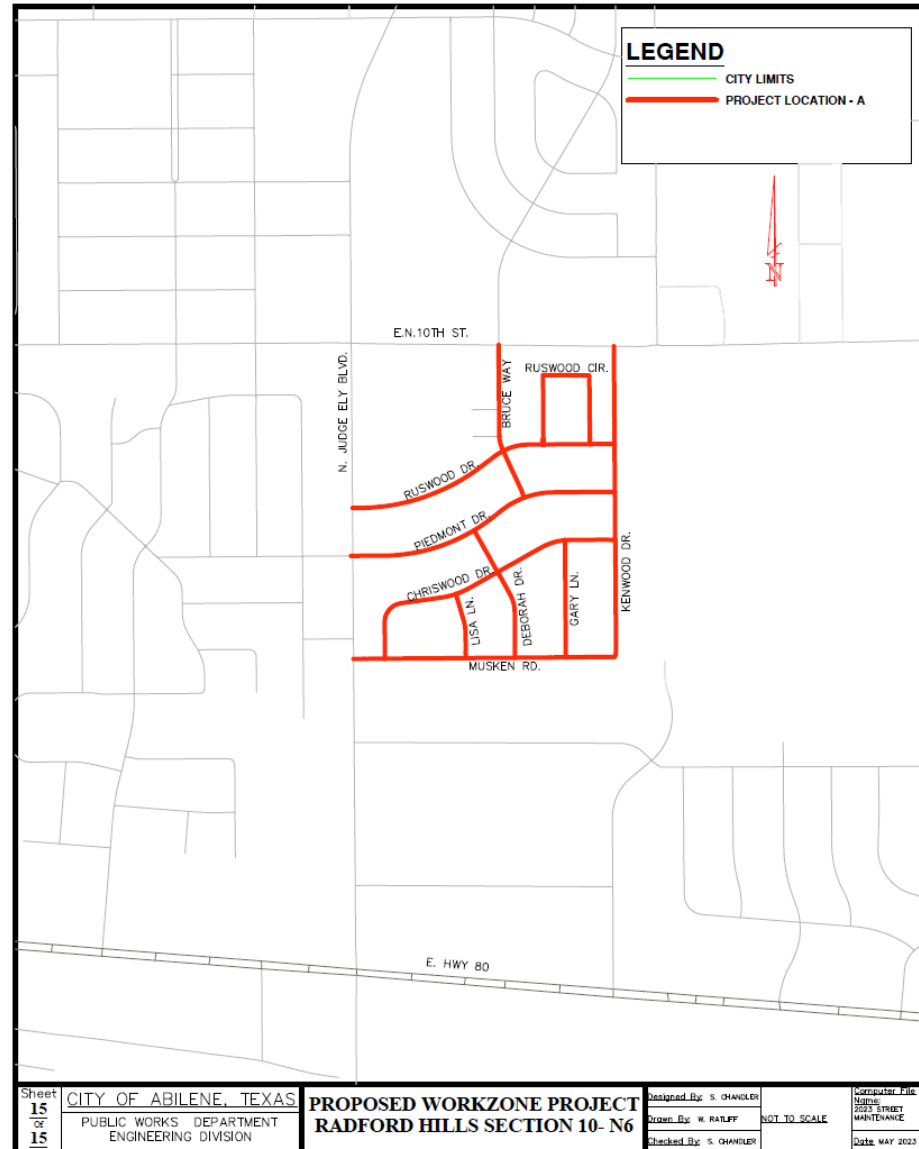 LEGEND
CITY LIMITS
PROJECT LOCATION - A
N
E.N.10TH ST.
N. JUDGE ELY BLVD.
BRUCE WAY
RUSWOOD CIR.
RUSWOOD DR.
PIEDMONT DR.
CHRISWOOD DR.
LISA LN.
DEBORAH DR.
GARY LN.
KENWOOD DR.
MUSKEN RD.
E. HWY 80
Sheet
15
Of
15
CITY OF ABILENE, TEXAS
PUBLIC WORKS DEPARTMENT
ENGINEERING DIVISION
PROPOSED WORKZONE PROJECT
RADFORD HILLS SECTION 10- N6
Designed By: S. CHANDLER
Drawn By: W. RATLIFF
Checked By: S. CHANDLER
NOT TO SCALE
Computer File
Name:
2023 STREET
MAINTENANCE
Date: MAY 2023